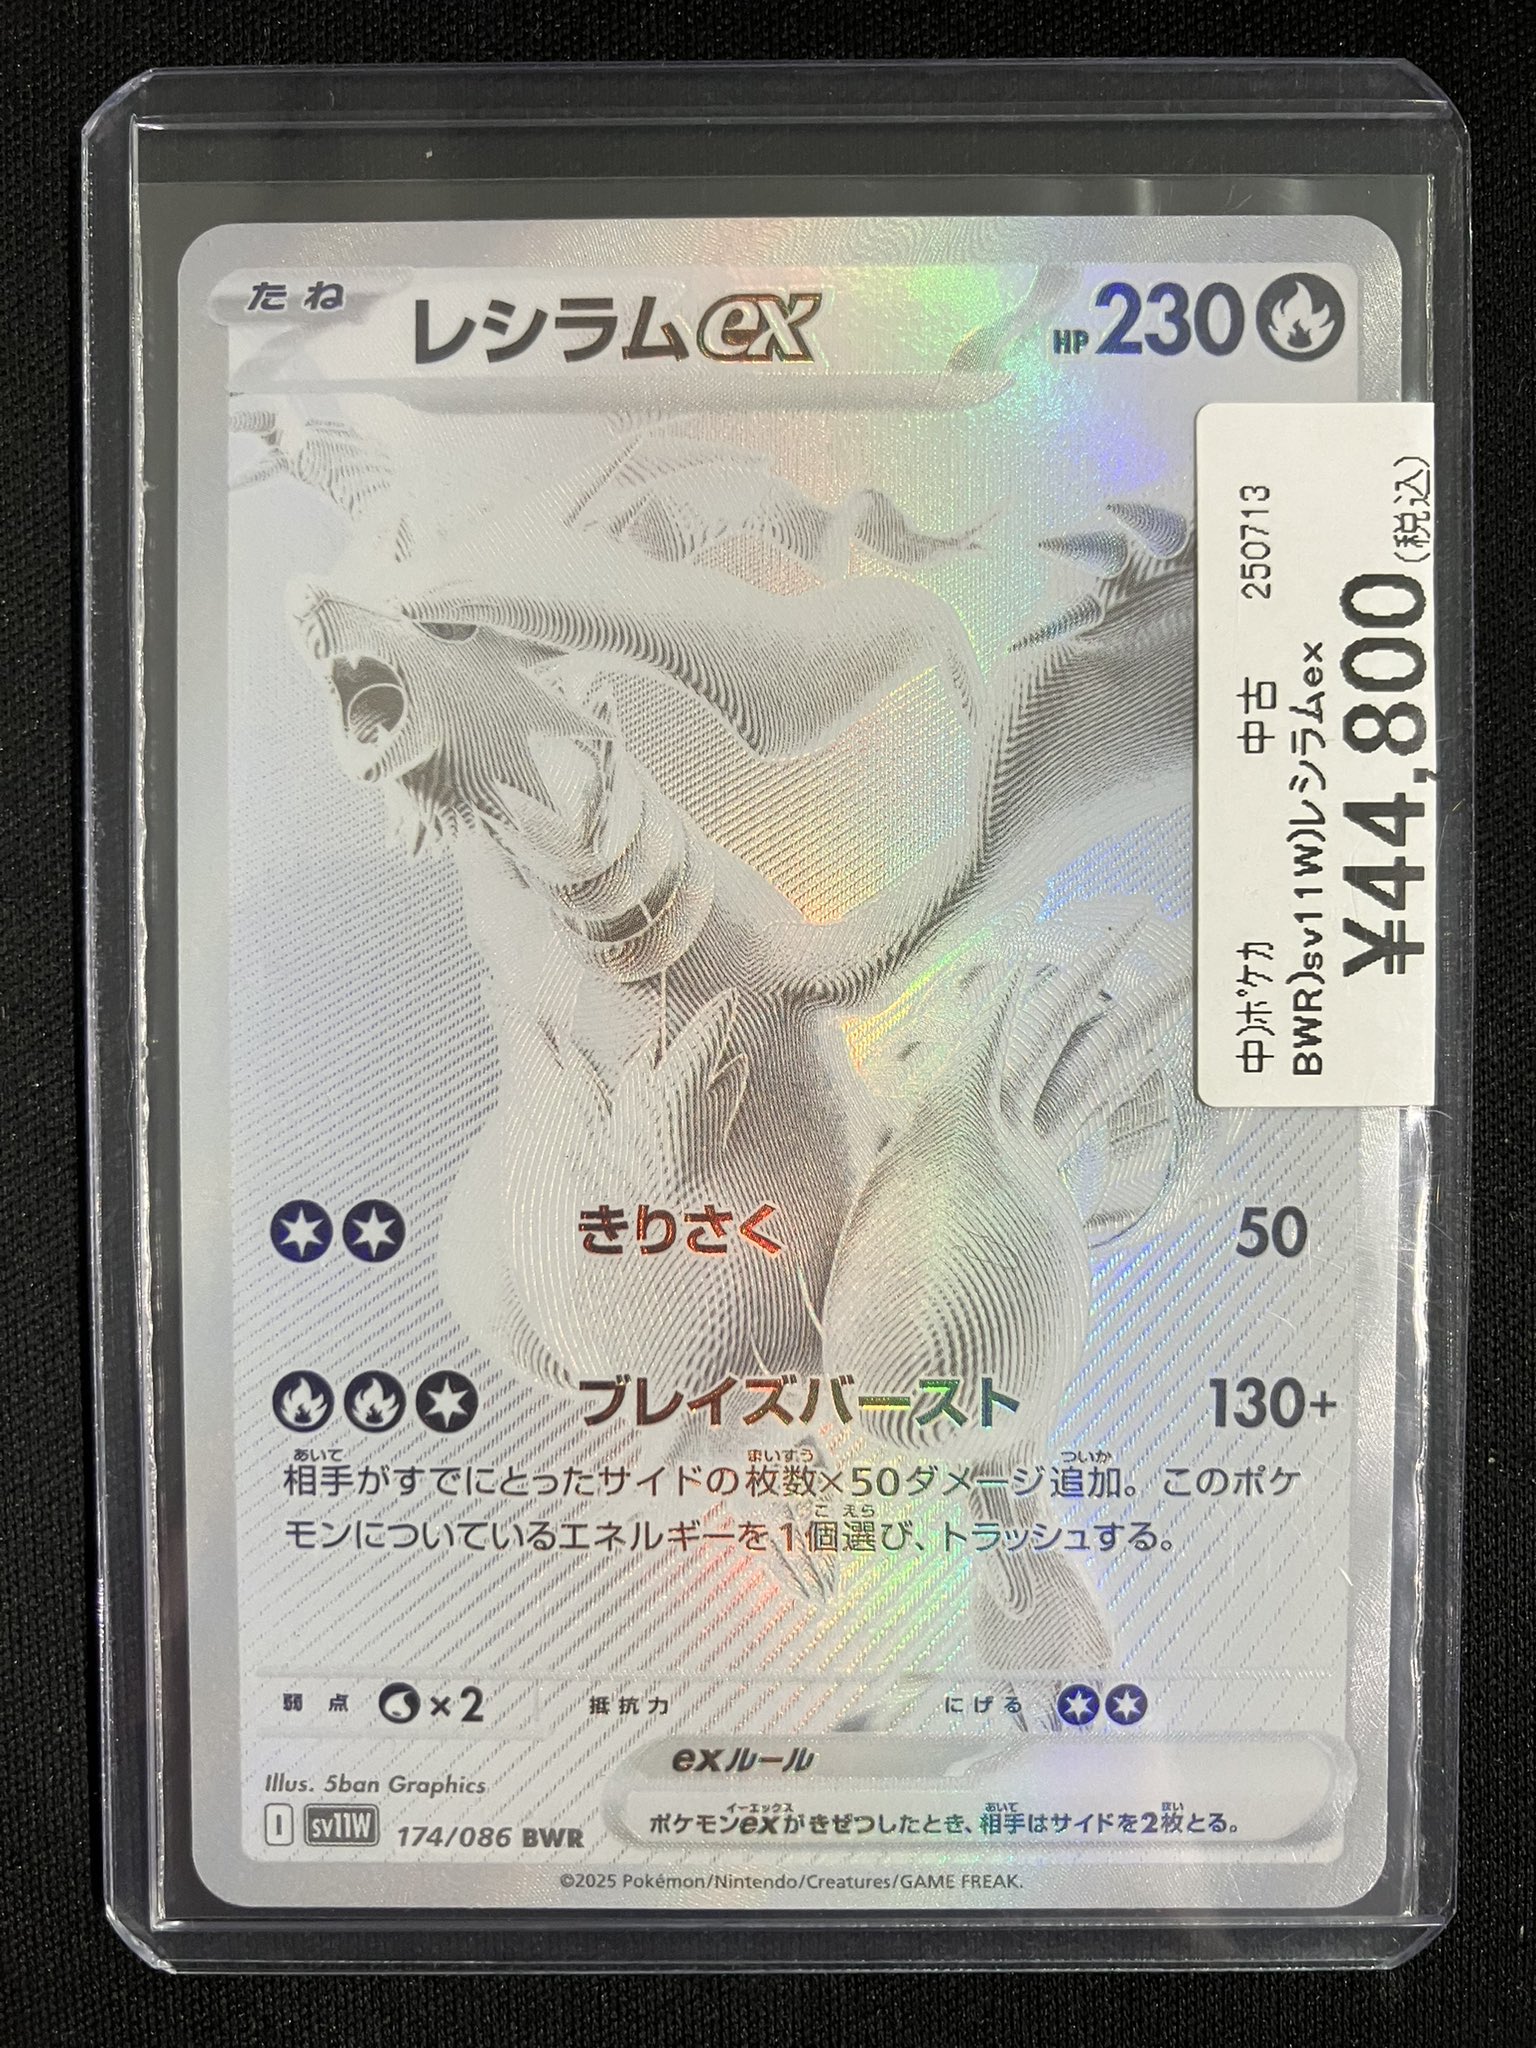 たね レシラムex HP230
きりさく 50
ブレイズバースト 130+
相手がすでにとったサイドの枚数×50ダメージ追加。このポケ
モンについているエネルギーを1個選び、トラッシュする。
弱点 ×2 抵抗力 にげる
exルール
ポケモンexがきぜつしたとき、相手はサイドを2枚とる。
Illus. 5ban Graphics
I sv11W 174/086 BWR
©2025 Pokémon/Nintendo/Creatures/GAME FREAK.
中)ﾎﾟｹｶ 中古 250713
BWR)sv11W)レシラムex
¥44,800(税込)